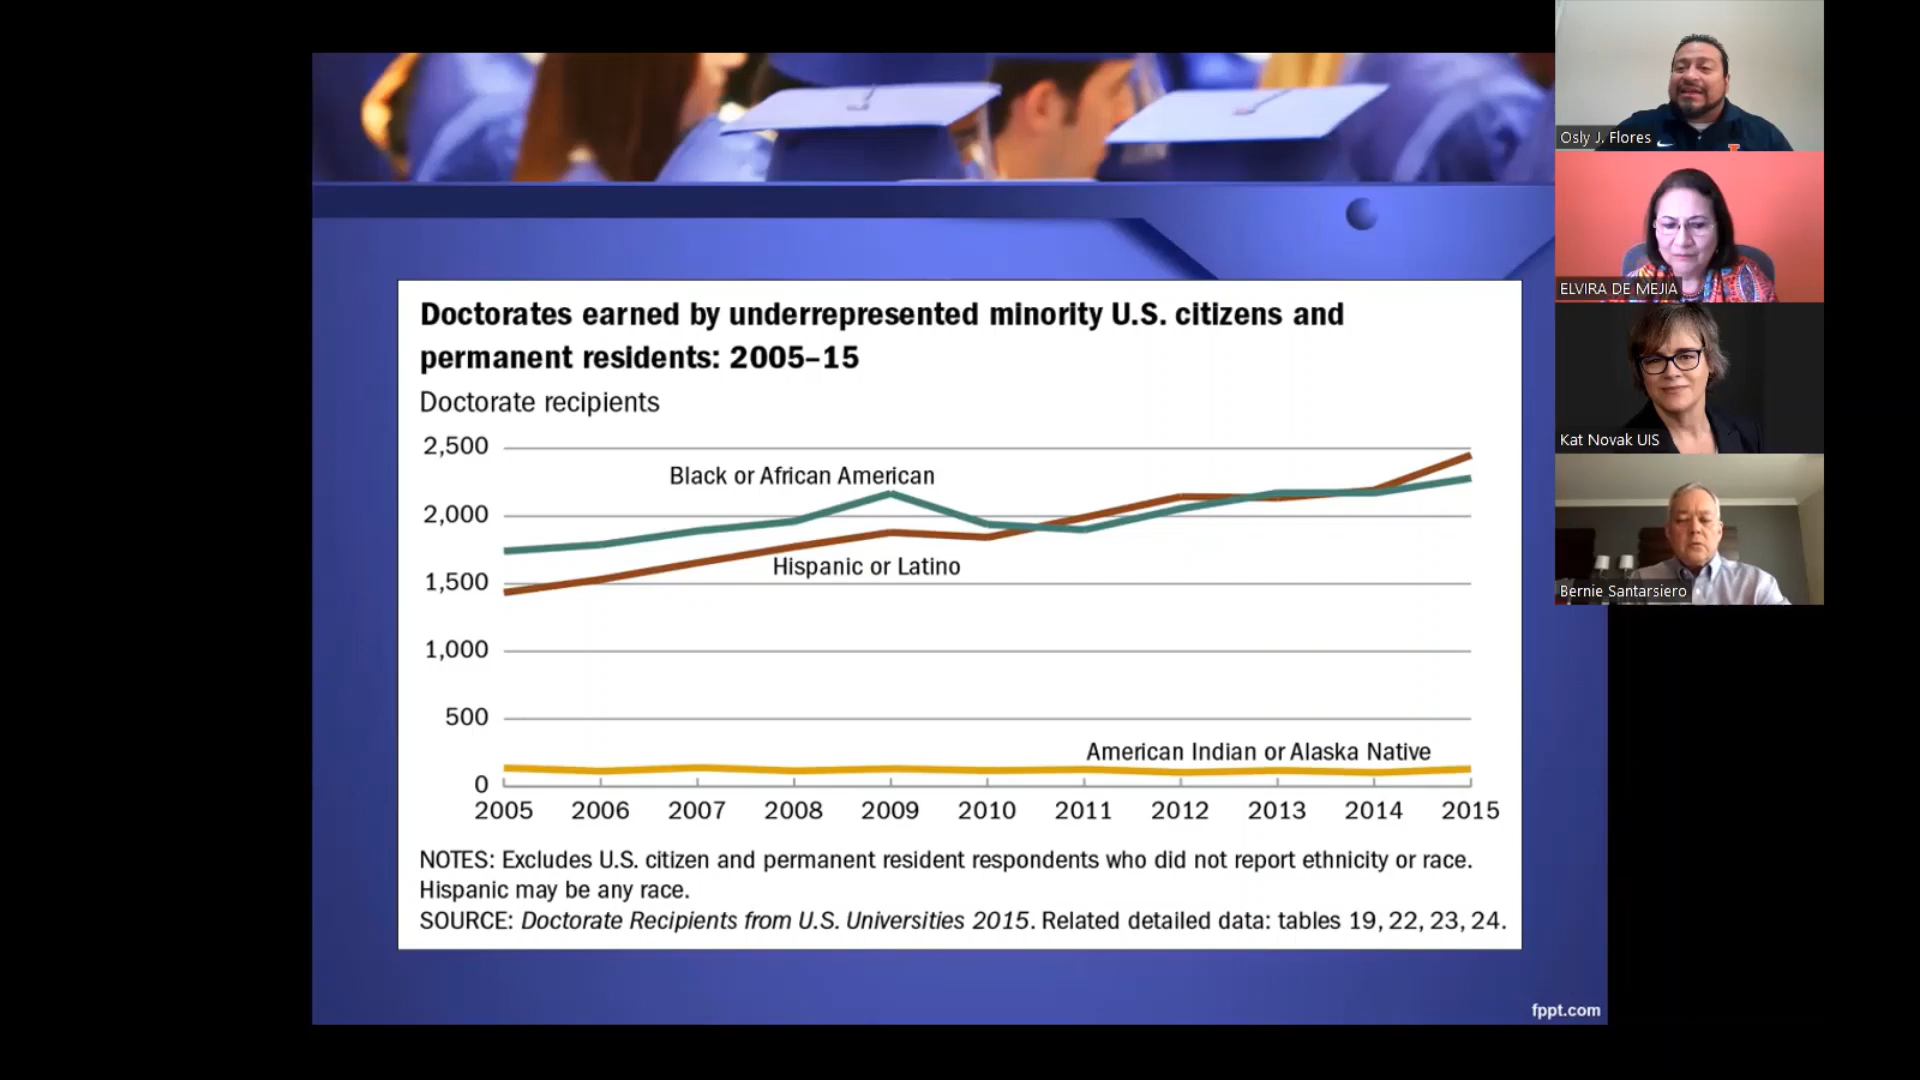 Doctorates earned by underrepresented minority U.S. citizens and
permanent residents: 2005–15
Doctorate recipients
2,500
Black or African American
2,000
Hispanic or Latino
1,500
1,000
500
American Indian or Alaska Native
0
2005 2006 2007 2008 2009 2010 2011 2012 2013 2014 2015
NOTES: Excludes U.S. citizen and permanent resident respondents who did not report ethnicity or race.
Hispanic may be any race.
SOURCE: Doctorate Recipients from U.S. Universities 2015. Related detailed data: tables 19, 22, 23, 24.
fppt.com
Osly J. Flores
ELVIRA DE MEJIA
Kat Novak UIS
Bernie Santarsiero